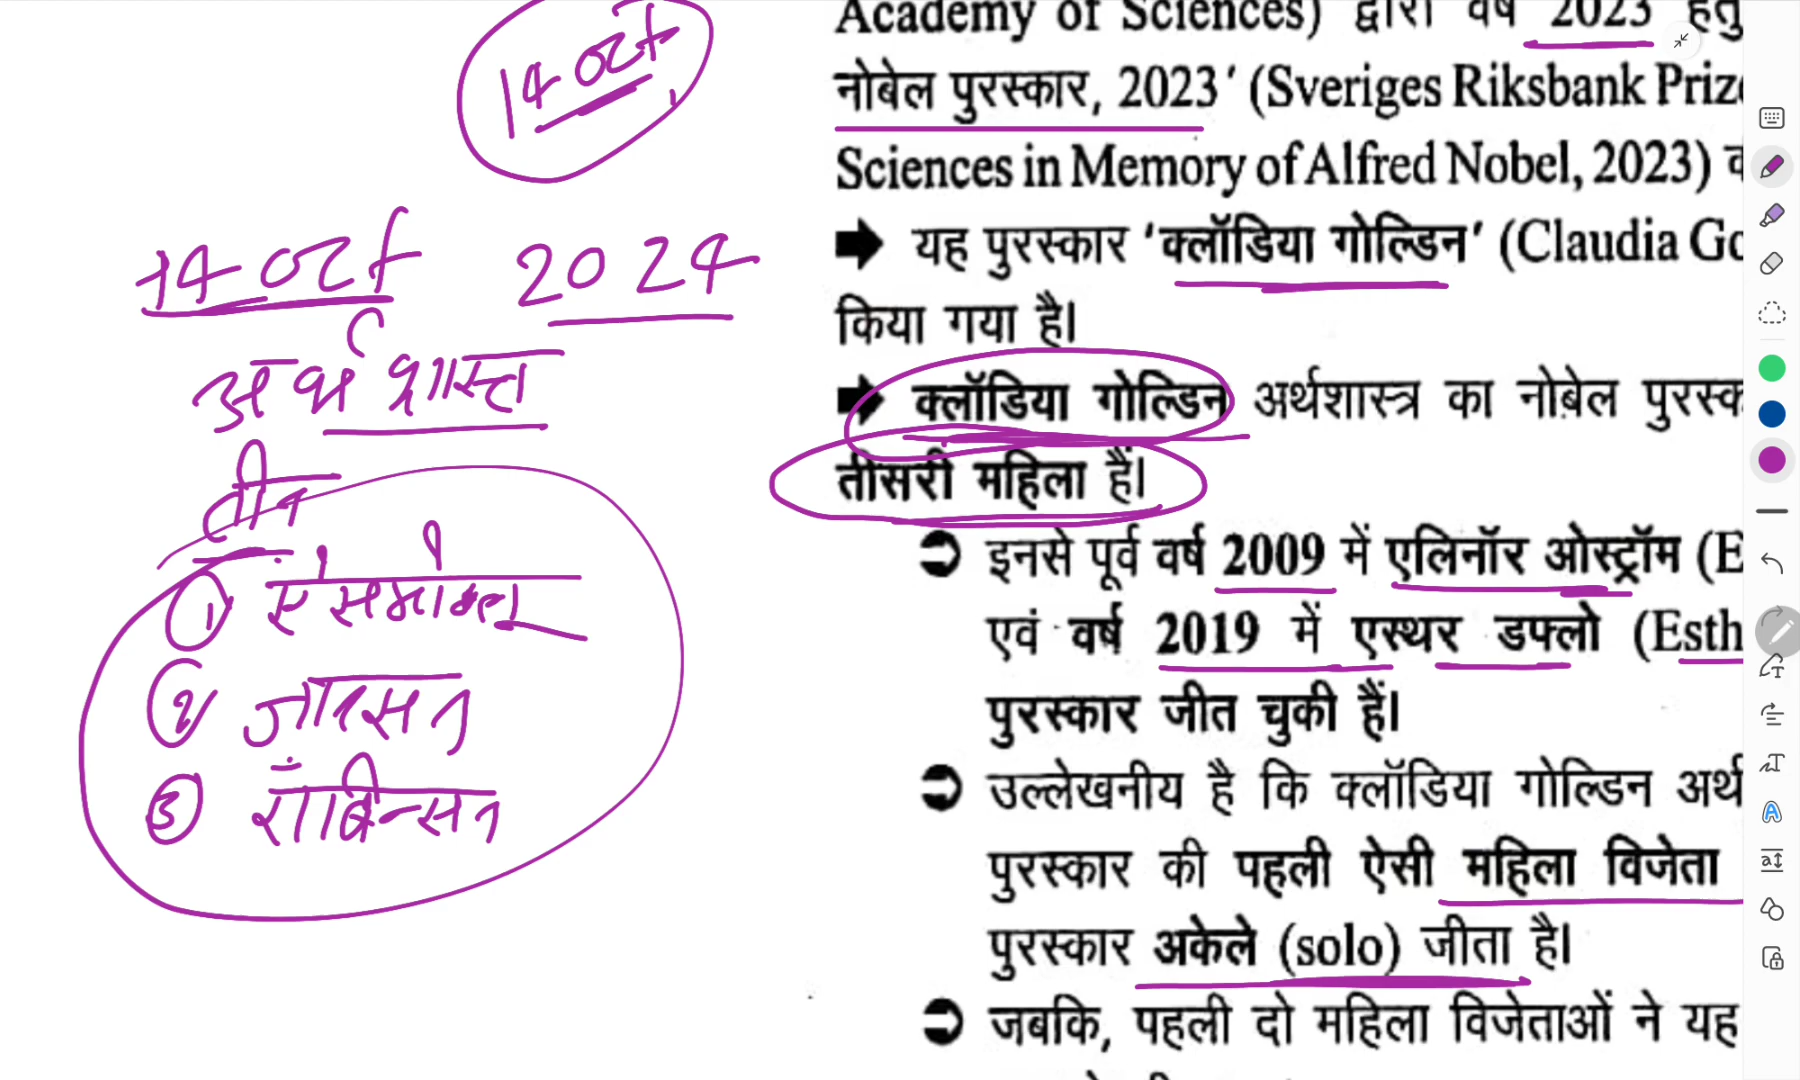 14 oct
14 oct 2024
अर्थशास्त्र
तीन
1
2 जॉनसन
3 रॉबिन्सन
Academy of Sciences) द्वारा वर्ष 2023 हेतु
नोबेल पुरस्कार, 2023' (Sveriges Riksbank Priz
Sciences in Memory of Alfred Nobel, 2023)
➡ यह पुरस्कार 'क्लॉडिया गोल्डिन' (Claudia Go
किया गया है।
➡ क्लॉडिया गोल्डिन अर्थशास्त्र का नोबेल पुरस्क
तीसरी महिला हैं।
➲ इनसे पूर्व वर्ष 2009 में एलिनॉर ओस्ट्रॉम (E
एवं वर्ष 2019 में एस्थर डफ्लो (Esth
पुरस्कार जीत चुकी हैं।
➲ उल्लेखनीय है कि क्लॉडिया गोल्डिन अर्थ
पुरस्कार की पहली ऐसी महिला विजेता
पुरस्कार अकेले (solo) जीता है।
➲ जबकि, पहली दो महिला विजेताओं ने यह